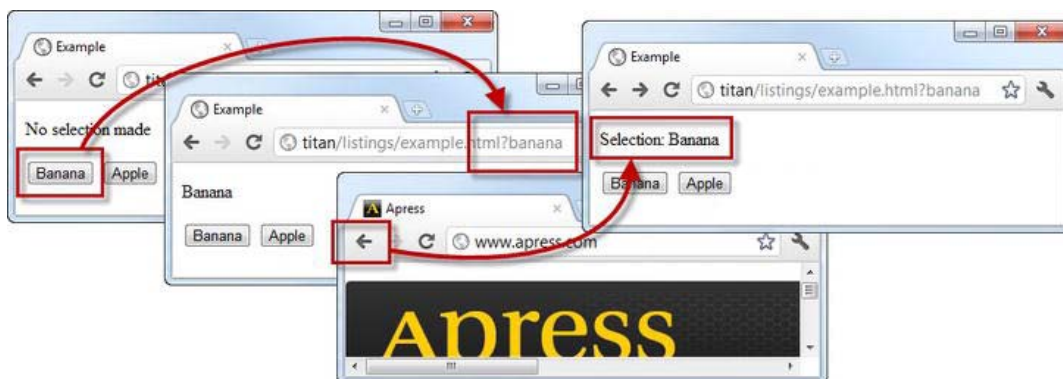 Example
No selection made
Banana Apple
Example
titan/listings/example.html?banana
Banana
Banana Apple
Apress
www.apress.com
Apress
Example
titan/listings/example.html?banana
Selection: Banana
Banana Apple